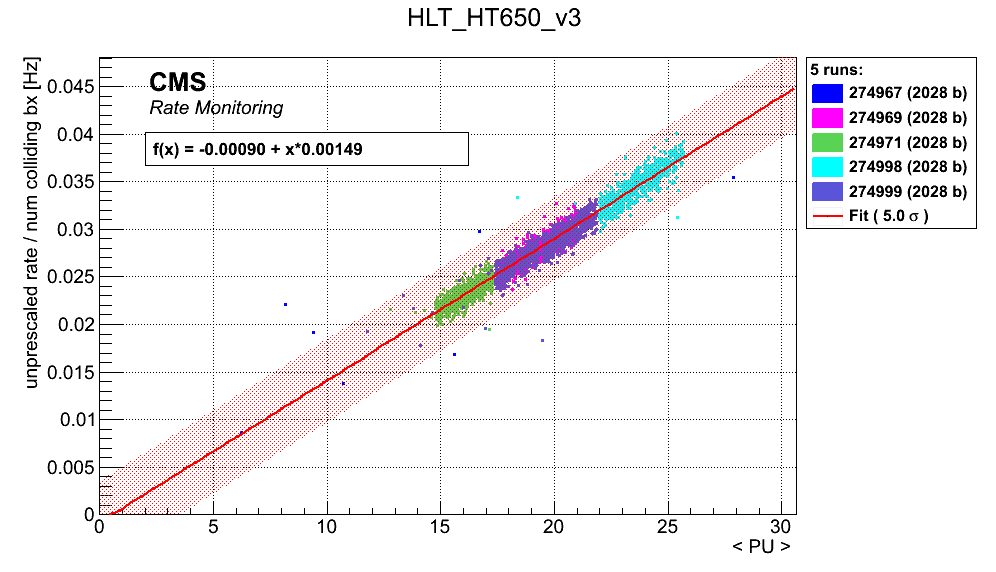 HLT_HT650_v3
unprescaled rate / num colliding bx [Hz]
0.045
0.04
0.035
0.03
0.025
0.02
0.015
0.01
0.005
0
CMS
Rate Monitoring
f(x) = -0.00090 + x*0.00149
0 5 10 15 20 25 30
< PU >
5 runs:
274967 (2028 b)
274969 (2028 b)
274971 (2028 b)
274998 (2028 b)
274999 (2028 b)
Fit ( 5.0 σ )